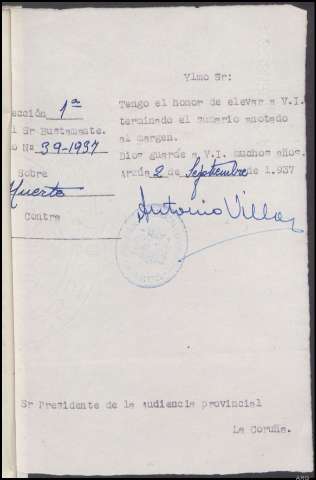 Ylmo Sr:
ección 1ª
l Sr Bustamante.
o Nº 39-1937
Sobre
Muerte
Contra
Tengo el honor de elevar a V.I.
terminado el sumario anotado
al margen.
Dios guarde a V.I. muchos años.
Arzúa 2 de Septiembre de 1.937
Antonio Villar
Sr Presidente de la audiencia provincial
La Coruña.